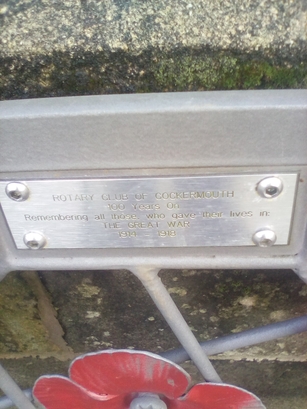 ROTARY CLUB OF COCKERMOUTH
100 Years On
Remembering all those who gave their lives in:
THE GREAT WAR
1914 - 1918